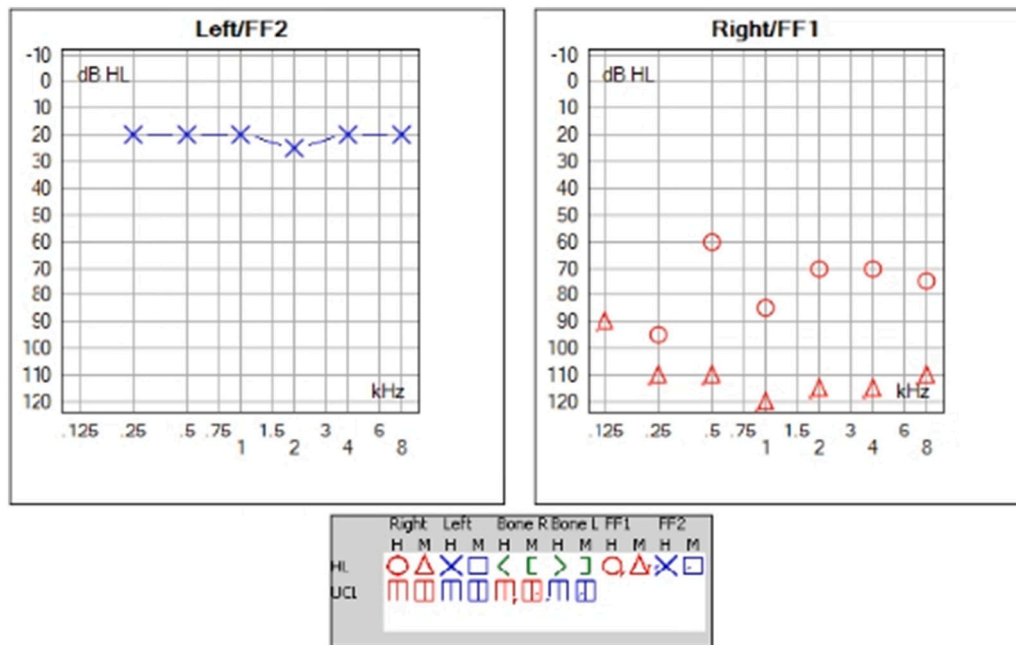 Left/FF2
-10
0
dB HL
10
20
30
40
50
60
70
80
90
100
110
kHz
120
.125 .25 .5 .75 1.5 3 6
1 2 4 8
Right/FF1
-10
0
dB HL
10
20
30
40
50
60
70
80
90
100
110
kHz
120
.125 .25 .5 .75 1.5 3 6
1 2 4 8
Right Left Bone R Bone L FF1 FF2
H M H M H M H M H M H M
HL
UCL